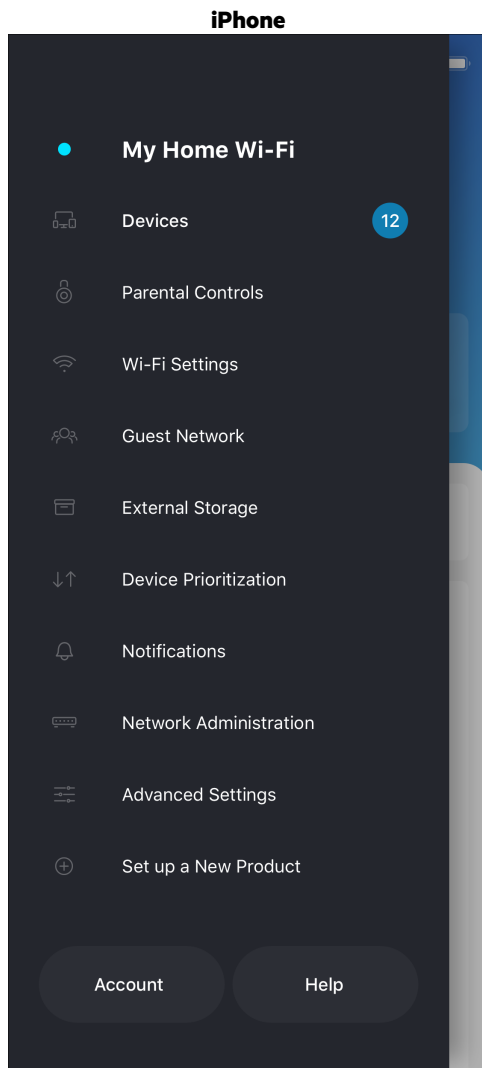 iPhone
My Home Wi-Fi
Devices 12
Parental Controls
Wi-Fi Settings
Guest Network
External Storage
Device Prioritization
Notifications
Network Administration
Advanced Settings
Set up a New Product
Account Help